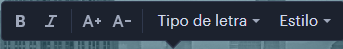 B I A+ A- Tipo de letra Estilo